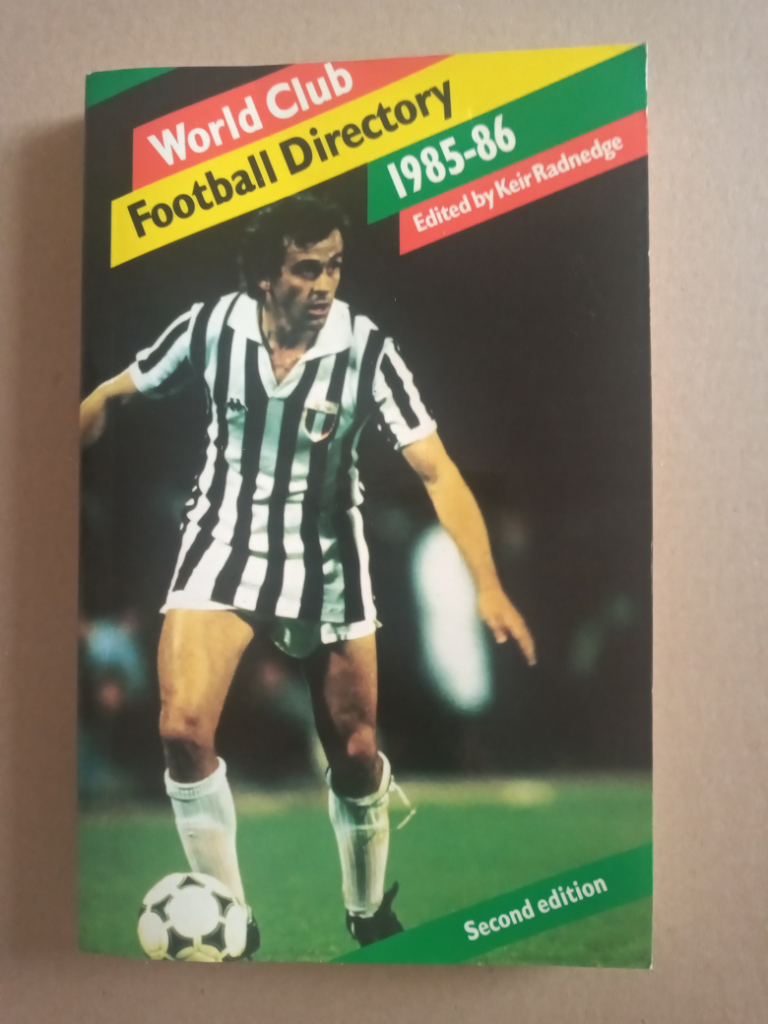 World Club
Football Directory
1985-86
Edited by Keir Radnedge
Second edition